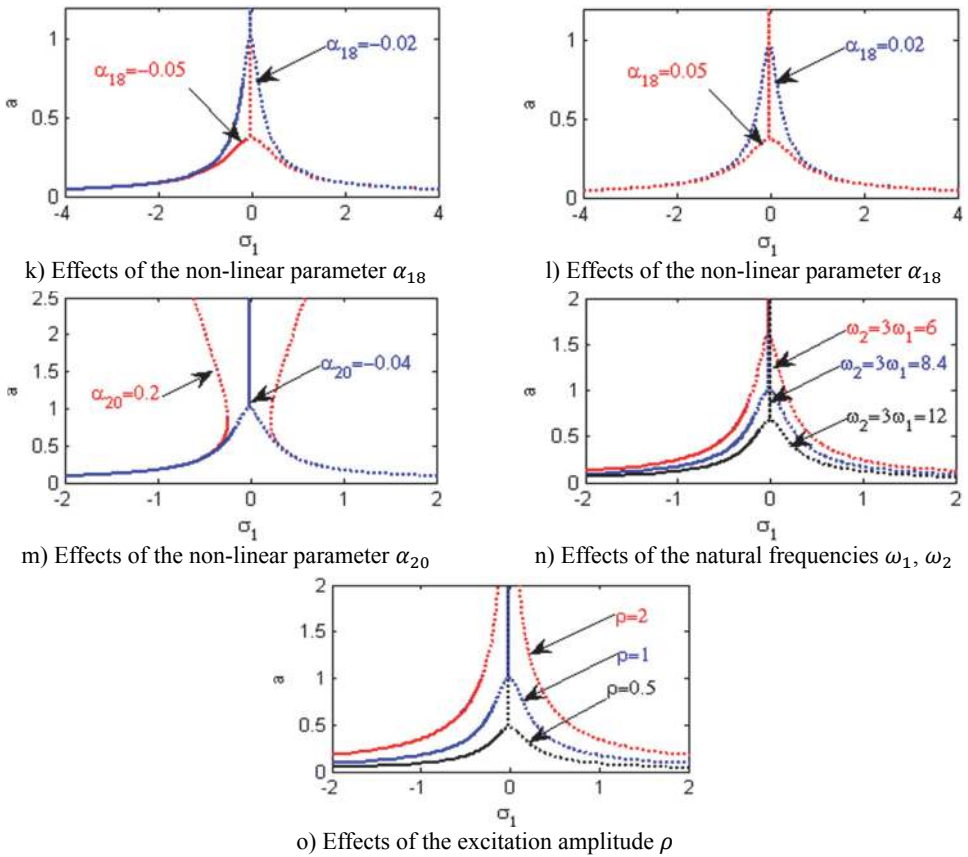 1
0.5
0
a
α18=−0.02
α18=−0.05
-4 -2 0 2 4
σ1
k) Effects of the non-linear parameter α18
1
0.5
0
a
α18=0.02
α18=0.05
-4 -2 0 2 4
σ1
l) Effects of the non-linear parameter α18
2.5
2
1.5
1
0.5
0
a
α20=0.2
α20=−0.04
-2 -1 0 1 2
σ1
m) Effects of the non-linear parameter α20
2
1.5
1
0.5
0
a
ω2=3ω1=6
ω2=3ω1=8.4
ω2=3ω1=12
-2 -1 0 1 2
σ1
n) Effects of the natural frequencies ω1, ω2
2
1.5
1
0.5
0
a
ρ=2
ρ=1
ρ=0.5
-2 -1 0 1 2
σ1
o) Effects of the excitation amplitude ρ